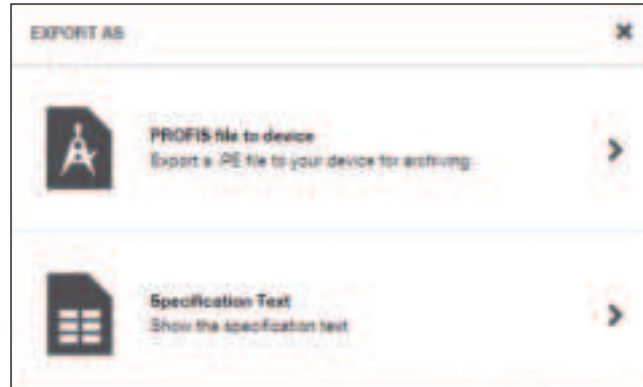 EXPORT AS
PROFIS file to device
Export a .PE file to your device for archiving
Specification Text
Show the specification text